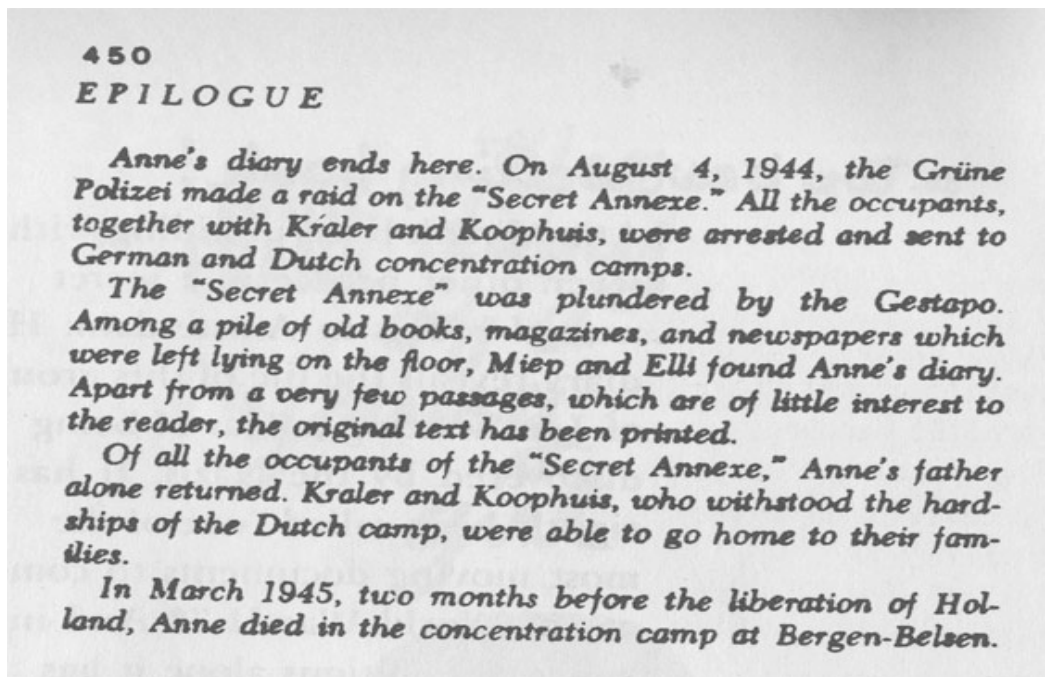 450
EPILOGUE
Anne's diary ends here. On August 4, 1944, the Grüne
Polizei made a raid on the "Secret Annexe." All the occupants,
together with Kraler and Koophuis, were arrested and sent to
German and Dutch concentration camps.
The "Secret Annexe" was plundered by the Gestapo.
Among a pile of old books, magazines, and newspapers which
were left lying on the floor, Miep and Elli found Anne's diary.
Apart from a very few passages, which are of little interest to
the reader, the original text has been printed.
Of all the occupants of the "Secret Annexe," Anne's father
alone returned. Kraler and Koophuis, who withstood the hard-
ships of the Dutch camp, were able to go home to their fam-
ilies.
In March 1945, two months before the liberation of Hol-
land, Anne died in the concentration camp at Bergen-Belsen.